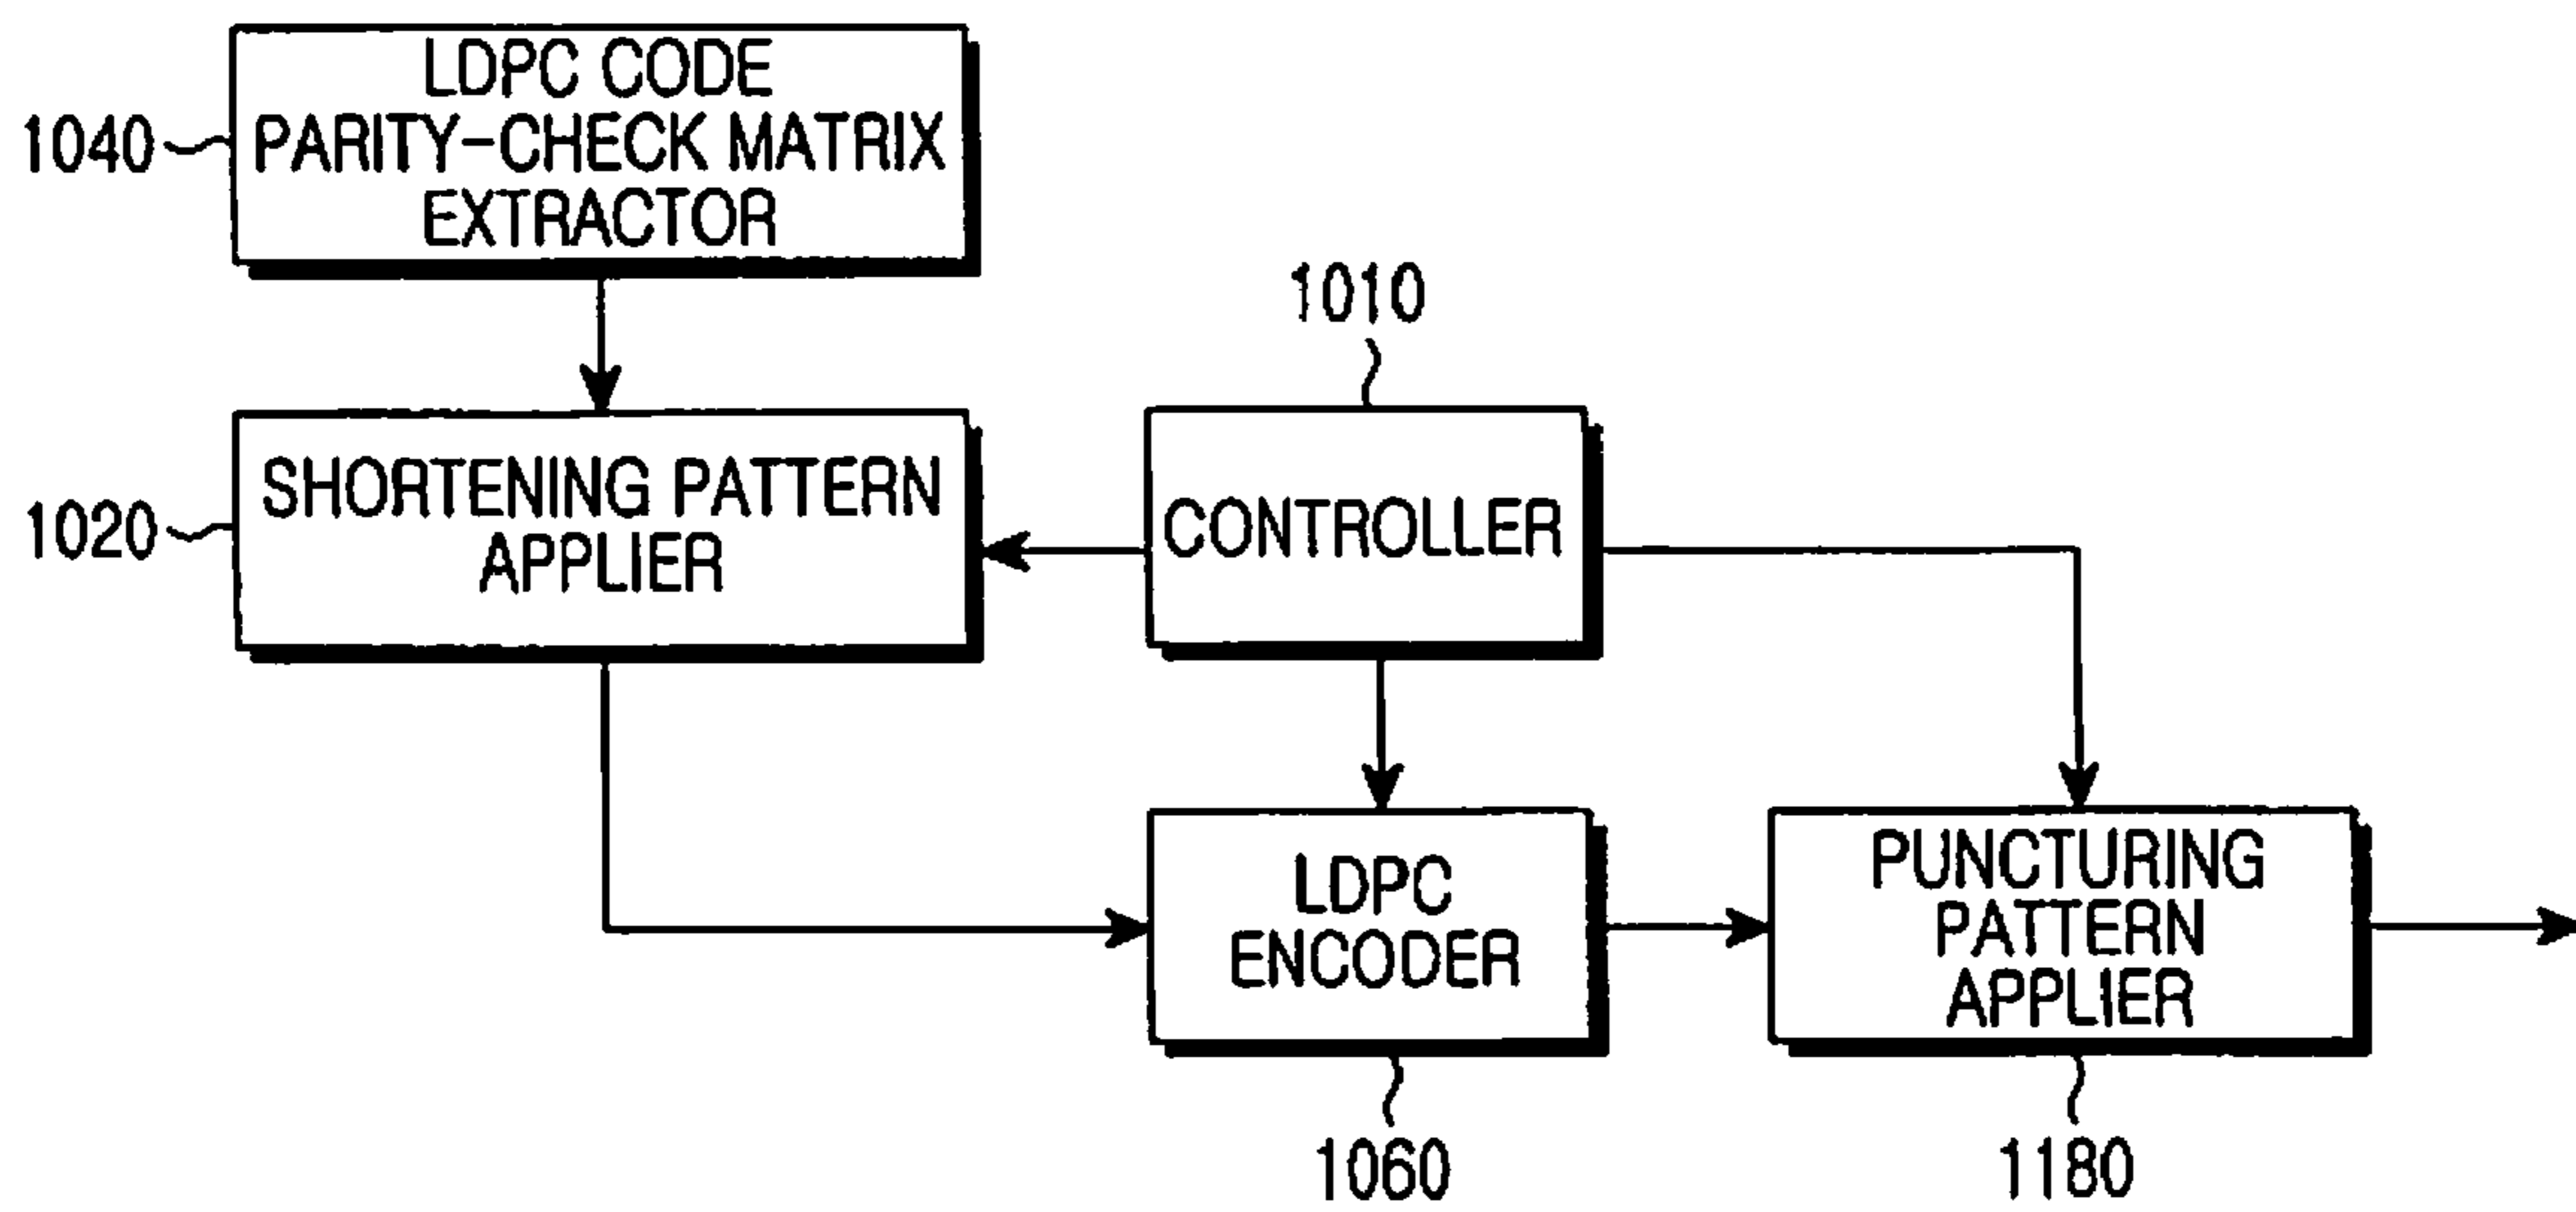 LDPC CODE
PARITY-CHECK MATRIX
EXTRACTOR
1040
1010
SHORTENING PATTERN
APPLIER
1020
CONTROLLER
LDPC
ENCODER
PUNCTURING
PATTERN
APPLIER
1060
1180